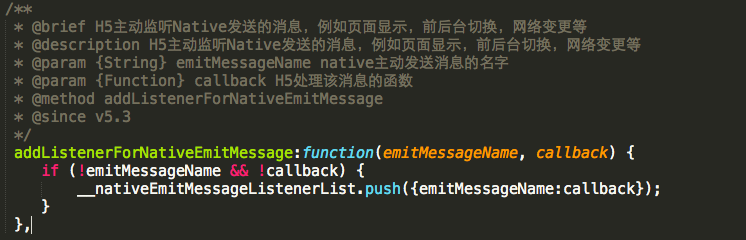 /**
 * @brief H5主动监听Native发送的消息，例如页面显示，前后台切换，网络变更等
 * @description H5主动监听Native发送的消息，例如页面显示，前后台切换，网络变更等
 * @param {String} emitMessageName native主动发送消息的名字
 * @param {Function} callback H5处理该消息的函数
 * @method addListenerForNativeEmitMessage
 * @since v5.3
 */
addListenerForNativeEmitMessage:function(emitMessageName, callback) {
if (!emitMessageName && !callback) {
__nativeEmitMessageListenerList.push({emitMessageName:callback});
}
},